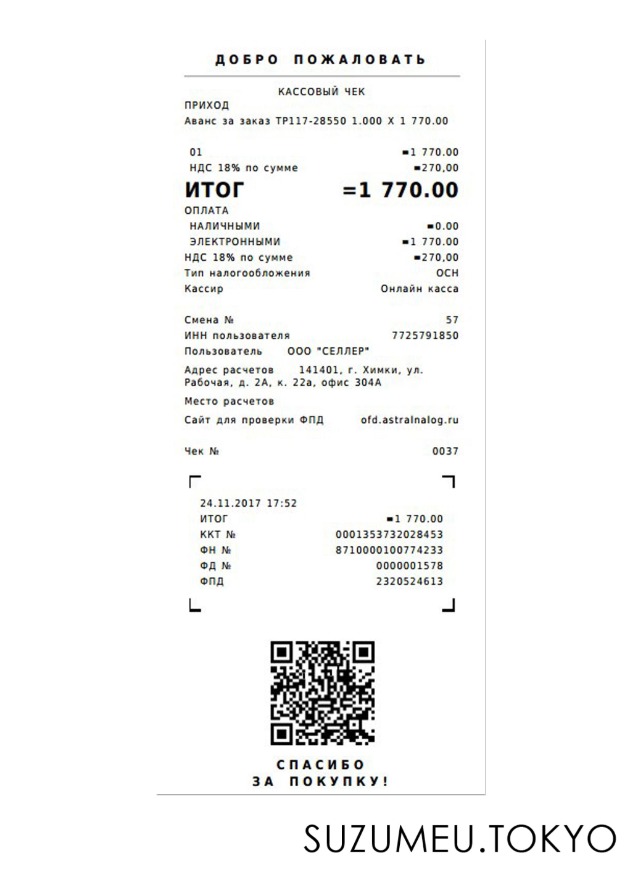 ДОБРО ПОЖАЛОВАТЬ
КАССОВЫЙ ЧЕК
ПРИХОД
Аванс за заказ ТР117-28550 1.000 X 1 770.00
01 =1 770.00
НДС 18% по сумме =270,00
ИТОГ =1 770.00
ОПЛАТА
НАЛИЧНЫМИ =0.00
ЭЛЕКТРОННЫМИ =1 770.00
НДС 18% по сумме =270,00
Тип налогообложения ОСН
Кассир Онлайн касса
Смена № 57
ИНН пользователя 7725791850
Пользователь ООО "СЕЛЛЕР"
Адрес расчетов 141401, г. Химки, ул.
Рабочая, д. 2А, к. 22а, офис 304А
Место расчетов
Сайт для проверки ФПД ofd.astralnalog.ru
Чек № 0037
24.11.2017 17:52
ИТОГ =1 770.00
ККТ № 0001353732028453
ФН № 8710000100774233
ФД № 0000001578
ФПД 2320524613
СПАСИБО
ЗА ПОКУПКУ!
SUZUMEU.TOKYO